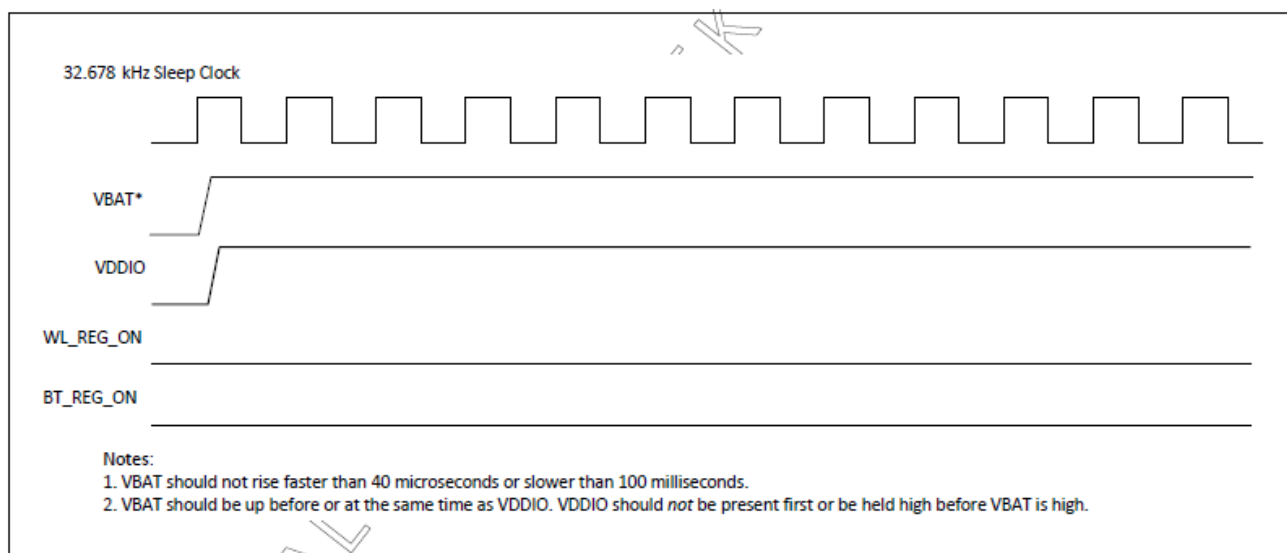 32.678 kHz Sleep Clock
VBAT*
VDDIO
WL_REG_ON
BT_REG_ON
Notes:
1. VBAT should not rise faster than 40 microseconds or slower than 100 milliseconds.
2. VBAT should be up before or at the same time as VDDIO. VDDIO should not be present first or be held high before VBAT is high.